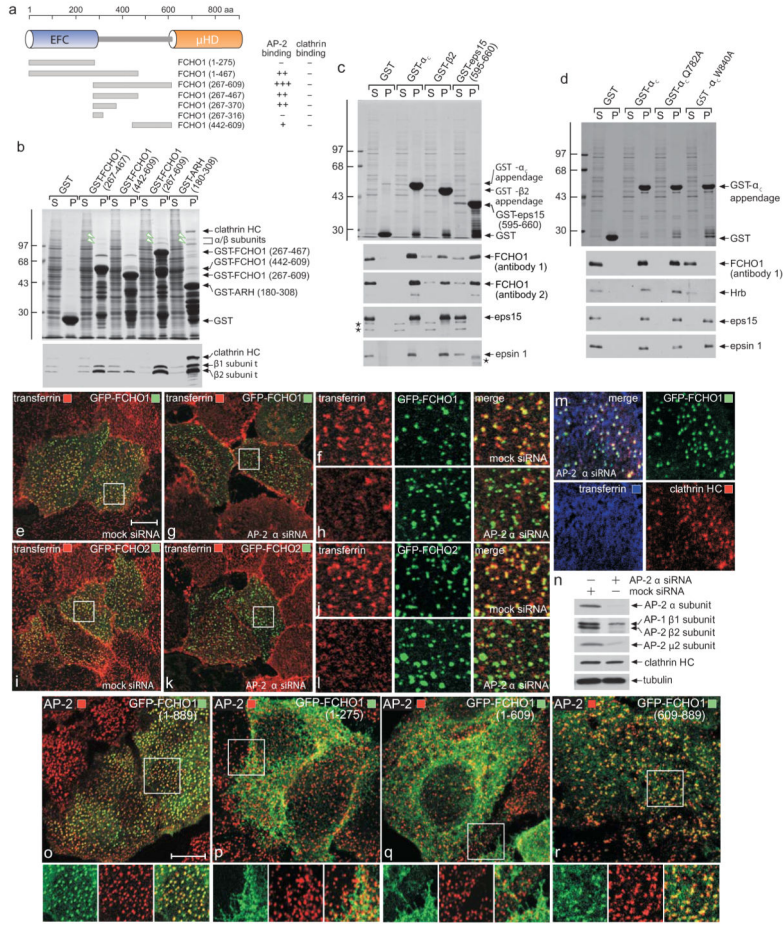 a
0 200 400 600 800 aa
EFC
μHD
AP-2 binding
clathrin binding
FCHO1 (1-275) – –
FCHO1 (1-467) ++ –
FCHO1 (267-609) +++ –
FCHO1 (267-467) ++ –
FCHO1 (267-370) ++ –
FCHO1 (267-316) – –
FCHO1 (442-609) + –
b
GST
GST-FCHO1 (267-467)
GST-FCHO1 (442-609)
GST-FCHO1 (267-609)
GST-ARH (180-308)
S P S P S P S P S P
97
68
43
30
clathrin HC
α/β subunits
GST-FCHO1 (267-467)
GST-FCHO1 (442-609)
GST-FCHO1 (267-609)
GST-ARH (180-308)
GST
clathrin HC
β1 subunit
β2 subunit
c
GST
GST-αC
GST-β2
GST-eps15 (595-660)
S P S P S P S P
97
68
43
30
GST -αC appendage
GST -β2 appendage
GST-eps15 (595-660)
GST
FCHO1 (antibody 1)
FCHO1 (antibody 2)
eps15
*
*
epsin 1
*
d
GST
GST-αC
GST-αC Q782A
GST -αC W840A
S P S P S P S P
97
68
43
30
GST-αC appendage
GST
FCHO1 (antibody 1)
Hrb
eps15
epsin 1
transferrin GFP-FCHO1
e mock siRNA
transferrin GFP-FCHO1
g AP-2 α siRNA
transferrin GFP-FCHO1 merge
f mock siRNA
h AP-2 α siRNA
transferrin GFP-FCHO2
i mock siRNA
transferrin GFP-FCHO2
k AP-2 α siRNA
transferrin GFP-FCHO2 merge
j mock siRNA
l AP-2 α siRNA
m merge GFP-FCHO1
AP-2 α siRNA
transferrin clathrin HC
n
– + AP-2 α siRNA
+ – mock siRNA
AP-2 α subunit
AP-1 β1 subunit
AP-2 β2 subunit
AP-2 μ2 subunit
clathrin HC
tubulin
AP-2 GFP-FCHO1 (1-889)
o
AP-2 GFP-FCHO1 (1-275)
p
AP-2 GFP-FCHO1 (1-609)
q
AP-2 GFP-FCHO1 (609-889)
r